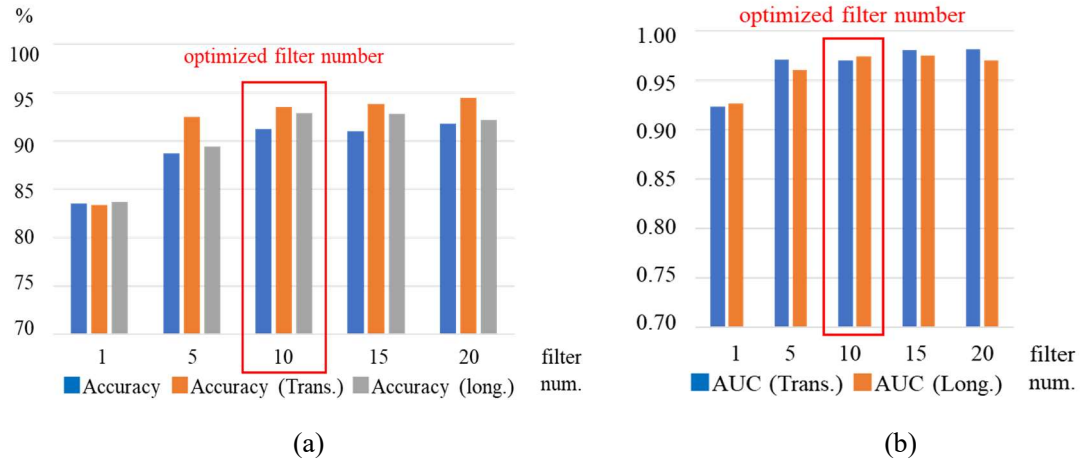 %
100
95
90
85
80
75
70
optimized filter number
1 5 10 15 20 filter
num.
Accuracy Accuracy (Trans.) Accuracy (long.)
(a)
optimized filter number
1.00
0.95
0.90
0.85
0.80
0.75
0.70
1 5 10 15 20 filter
num.
AUC (Trans.) AUC (Long.)
(b)